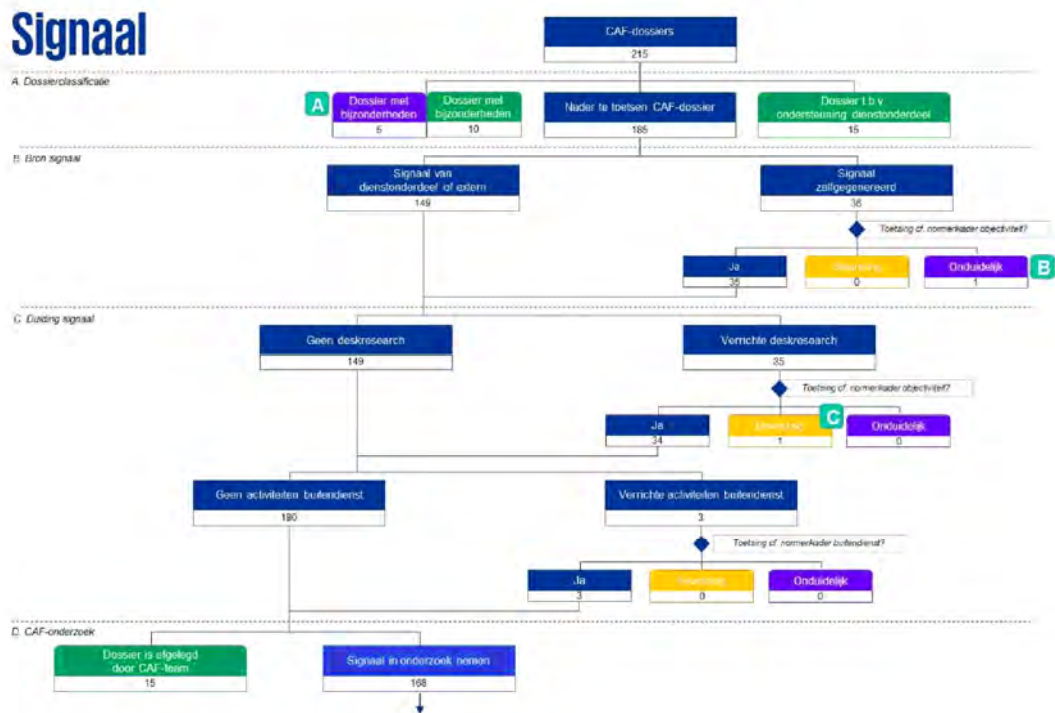 Signaal
CAF-dossiers
215
A. Dossierclassificatie
A
Dossier met
bijzonderheden
5
Dossier met
bijzonderheden
10
Nader te toetsen CAF-dossier
185
Dossier t.b.v.
ondersteuning dienstonderdeel
15
B. Bron signaal
Signaal van
dienstonderdeel of extern
149
Signaal
zelfgegenereerd
36
Toetsing cf. normenkader objectiviteit?
Ja
35
0
Onduidelijk
1
B
C. Duiding signaal
Geen deskresearch
149
Verrichte deskresearch
35
Toetsing cf. normenkader objectiviteit?
Ja
34
1
C
Onduidelijk
0
Geen activiteiten buitendienst
180
Verrichte activiteiten buitendienst
3
Toetsing cf. normenkader buitendienst?
Ja
3
0
Onduidelijk
0
D. CAF-onderzoek
Dossier is afgelegd
door CAF-team
15
Signaal in onderzoek nemen
168